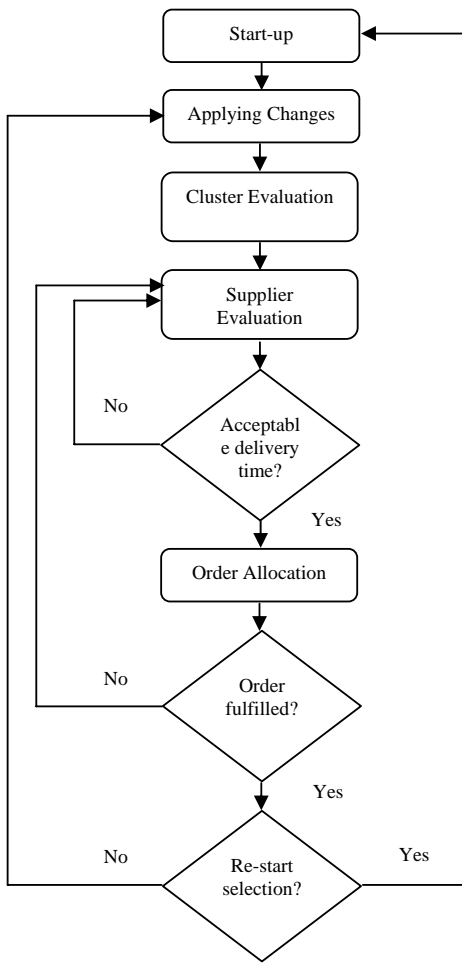 Start-up
Applying Changes
Cluster Evaluation
Supplier
Evaluation
No
Acceptabl
e delivery
time?
Yes
Order Allocation
No
Order
fulfilled?
Yes
No
Re-start
selection?
Yes